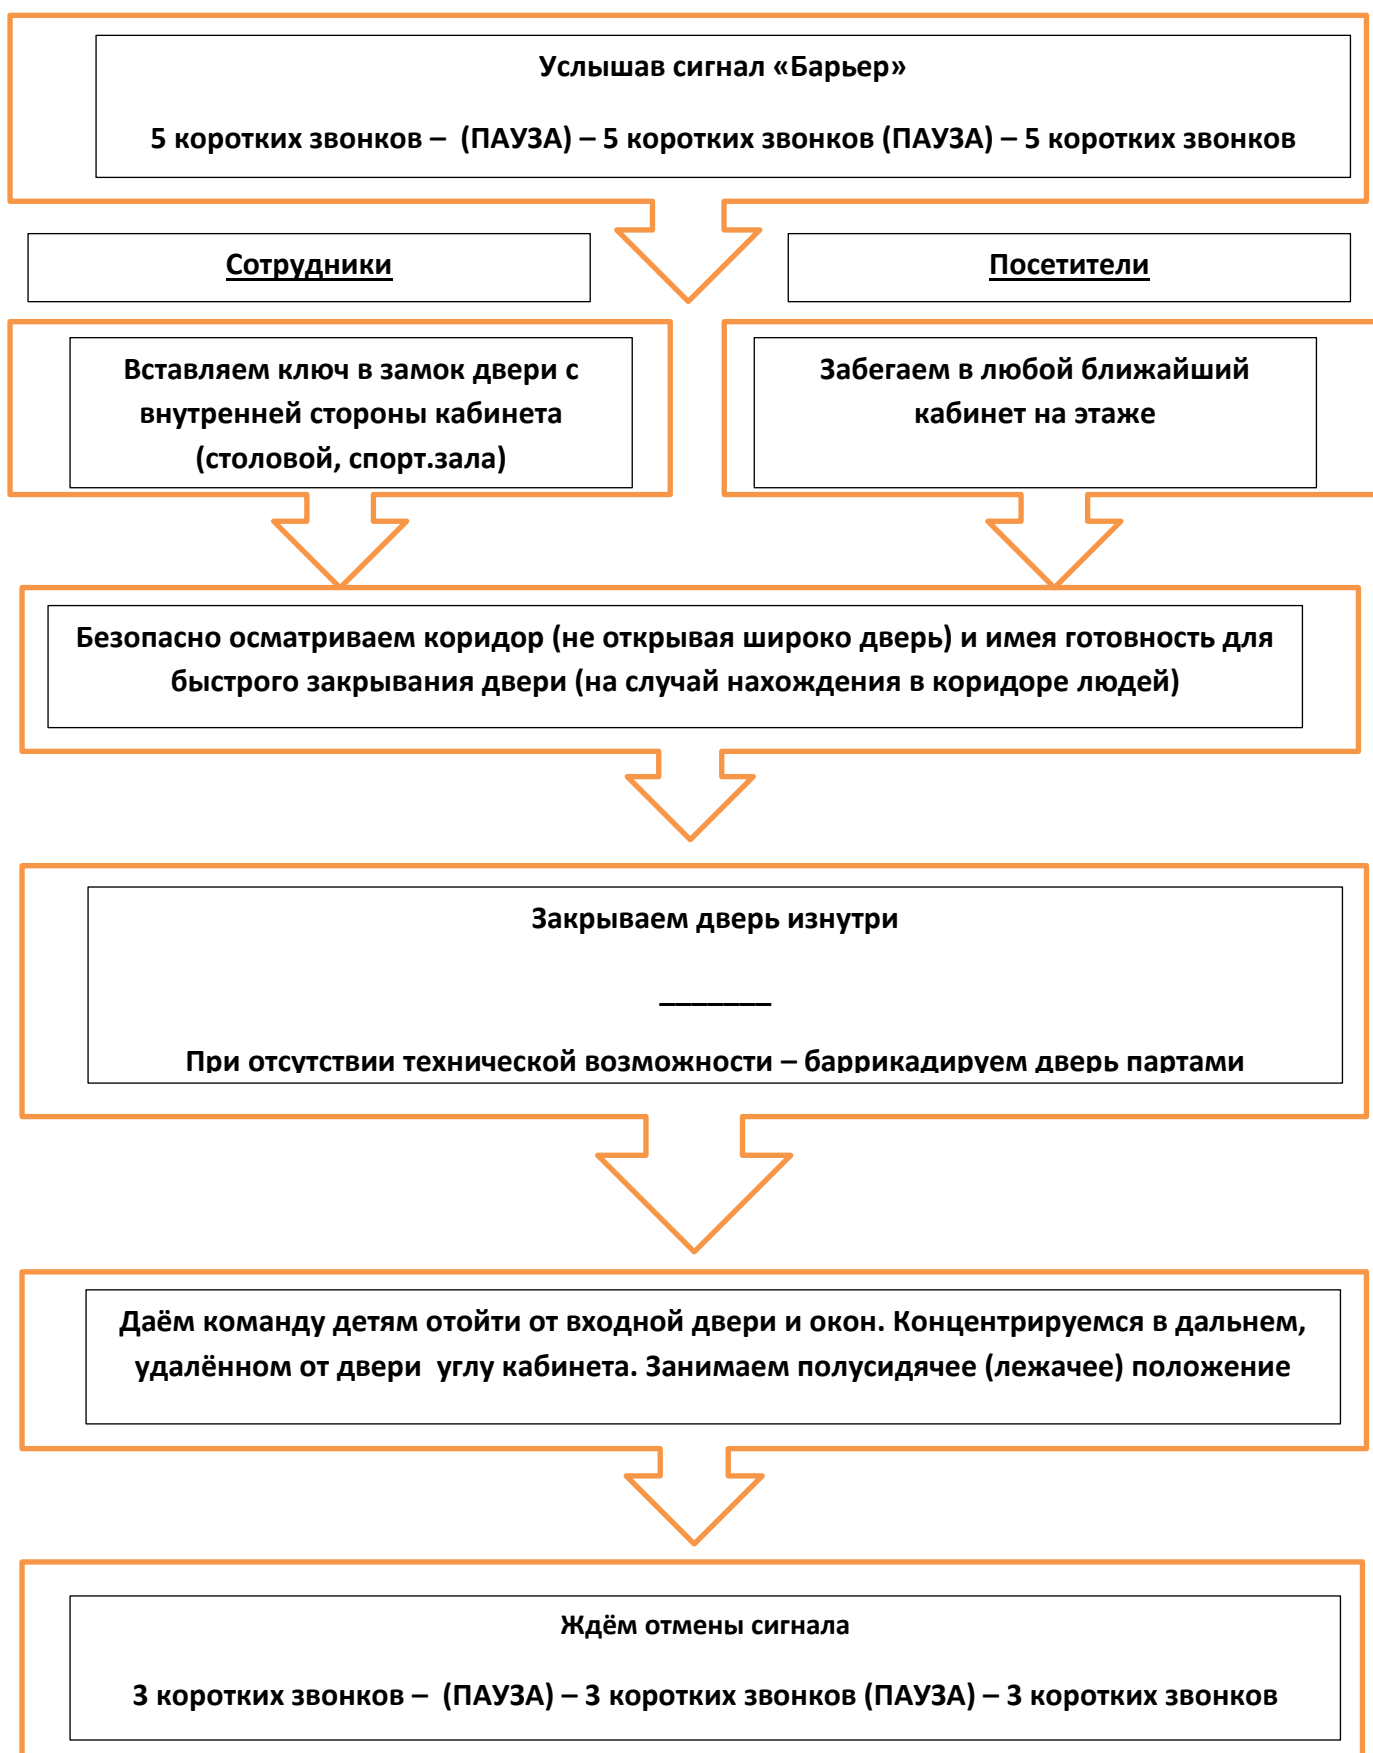 Услышав сигнал «Барьер»
5 коротких звонков – (ПАУЗА) – 5 коротких звонков (ПАУЗА) – 5 коротких звонков
Сотрудники
Посетители
Вставляем ключ в замок двери с
внутренней стороны кабинета
(столовой, спорт.зала)
Забегаем в любой ближайший
кабинет на этаже
Безопасно осматриваем коридор (не открывая широко дверь) и имея готовность для
быстрого закрывания двери (на случай нахождения в коридоре людей)
Закрываем дверь изнутри
_______
При отсутствии технической возможности – баррикадируем дверь партами
Даём команду детям отойти от входной двери и окон. Концентрируемся в дальнем,
удалённом от двери углу кабинета. Занимаем полусидячее (лежачее) положение
Ждём отмены сигнала
3 коротких звонков – (ПАУЗА) – 3 коротких звонков (ПАУЗА) – 3 коротких звонков